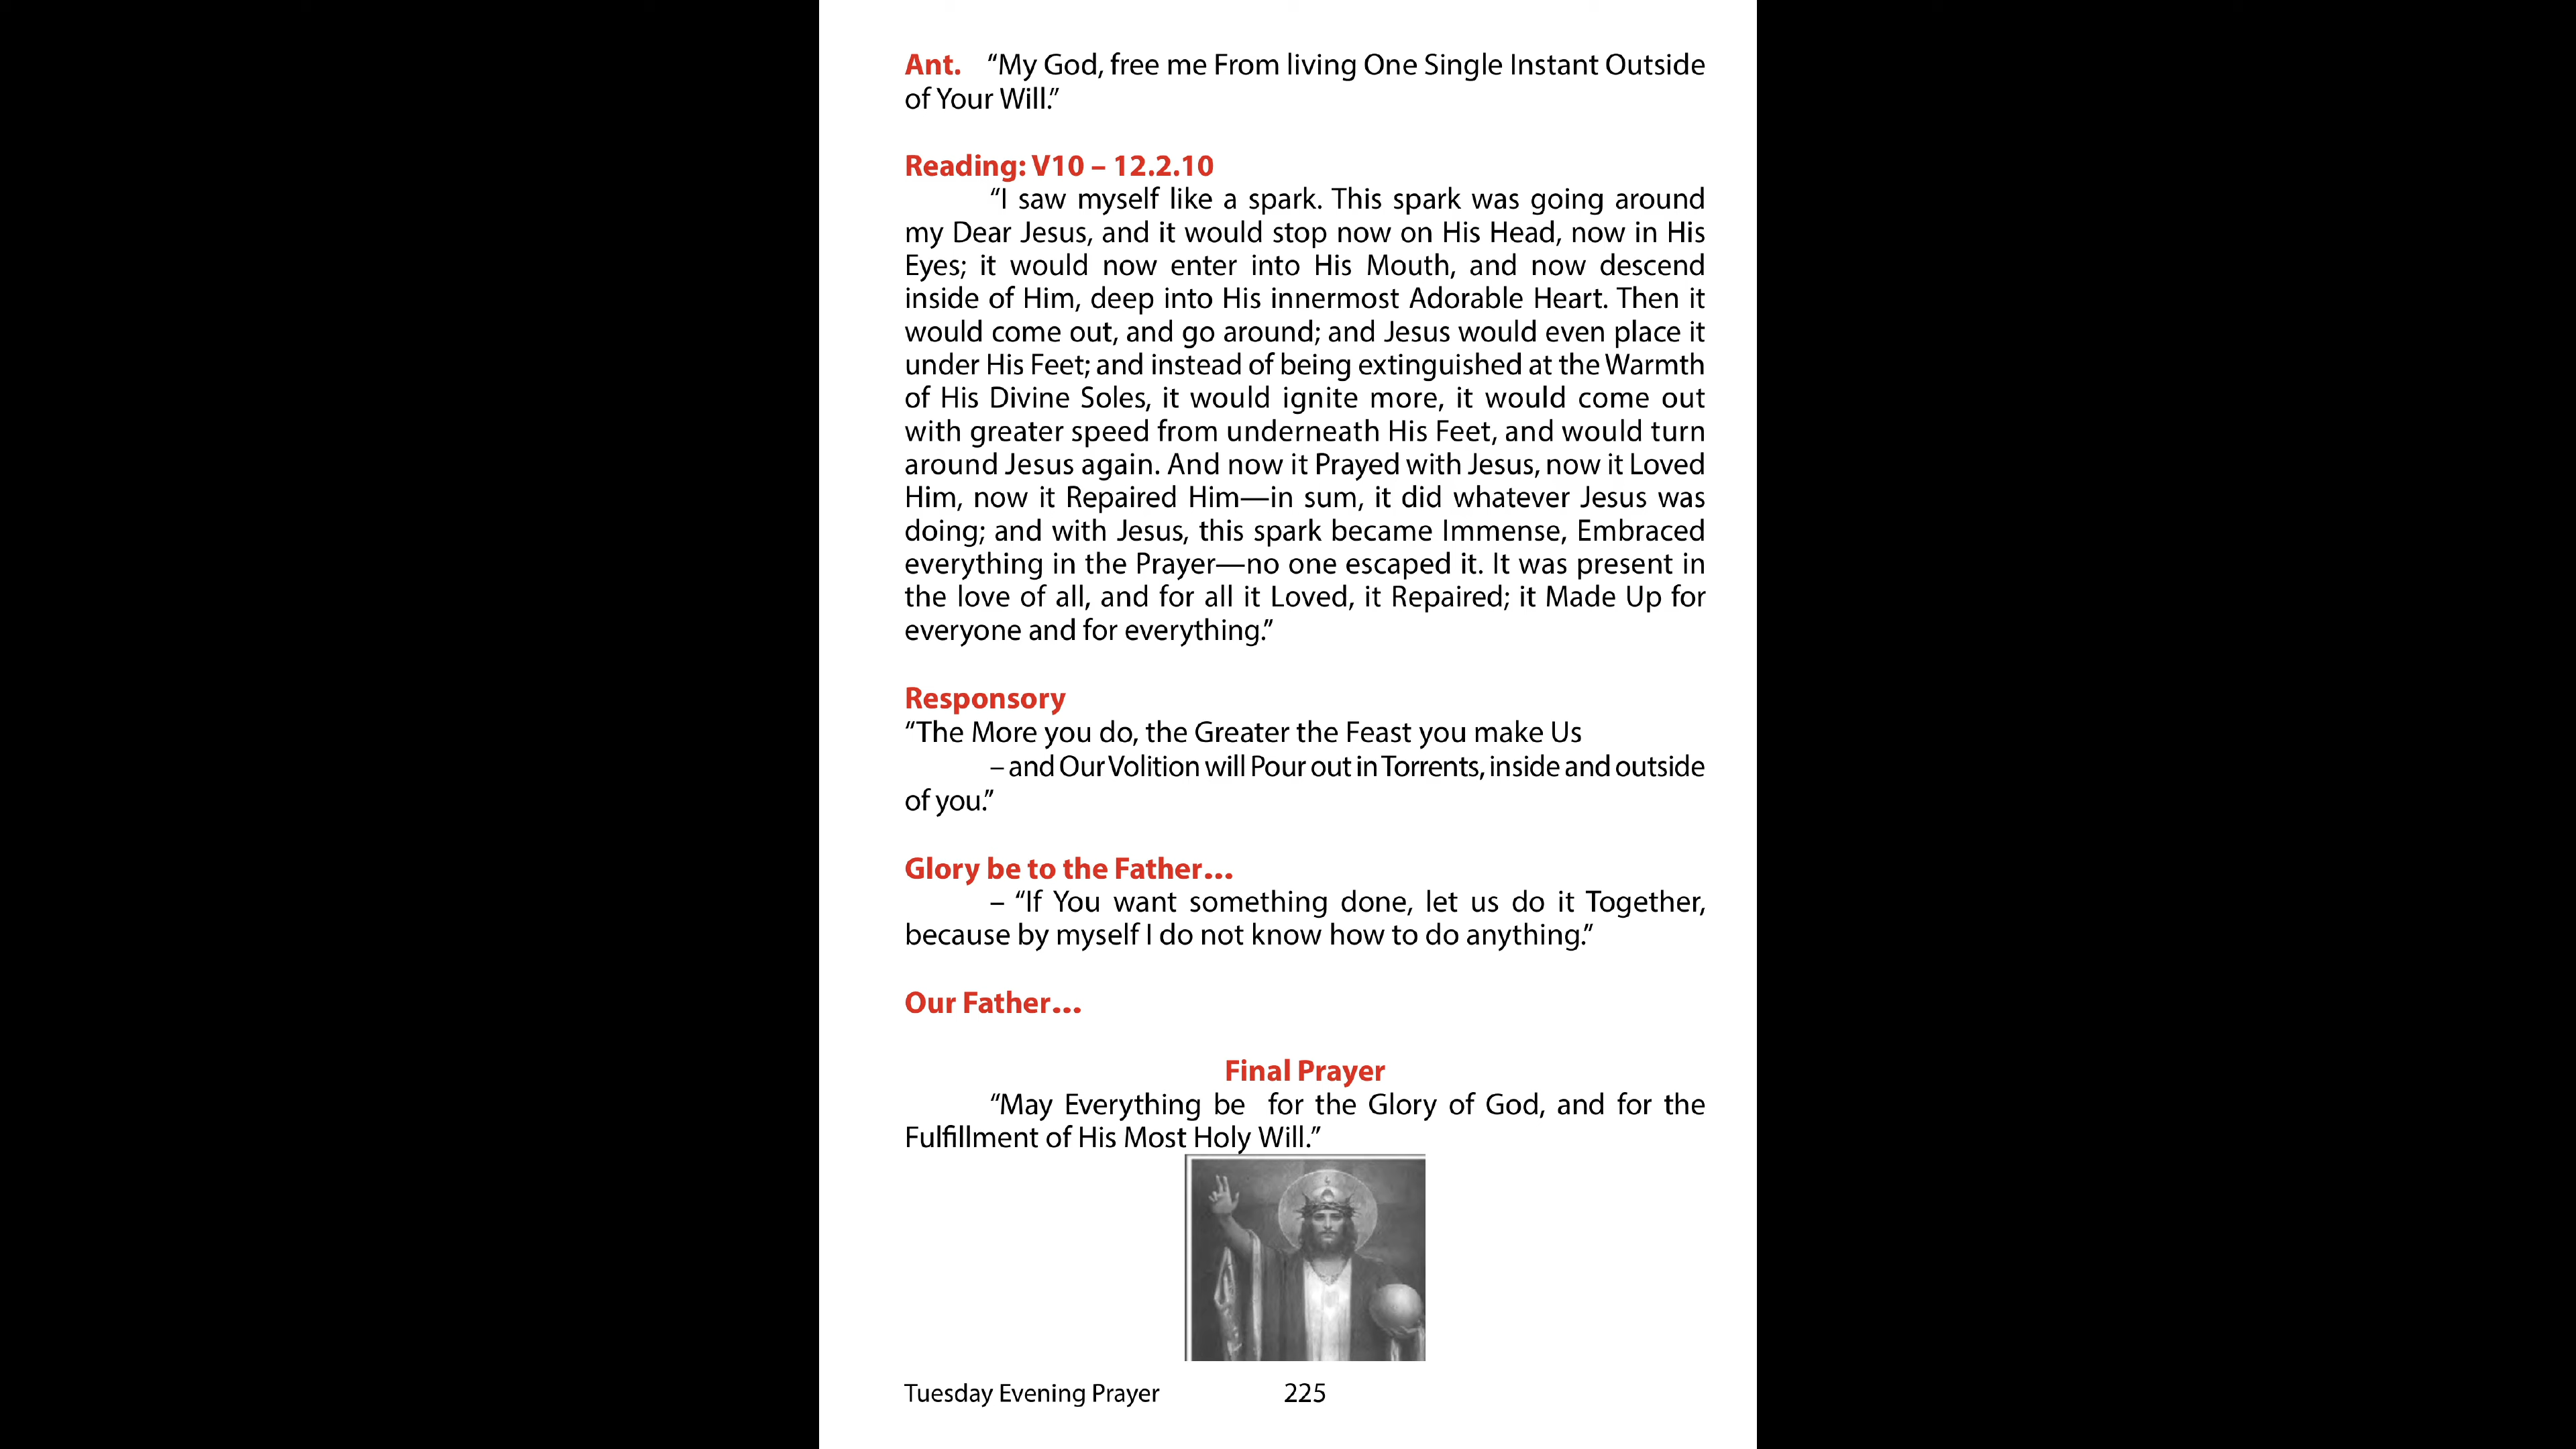 Ant. “My God, free me From living One Single Instant Outside
of Your Will.”
Reading: V10 – 12.2.10
“I saw myself like a spark. This spark was going around
my Dear Jesus, and it would stop now on His Head, now in His
Eyes; it would now enter into His Mouth, and now descend
inside of Him, deep into His innermost Adorable Heart. Then it
would come out, and go around; and Jesus would even place it
under His Feet; and instead of being extinguished at the Warmth
of His Divine Soles, it would ignite more, it would come out
with greater speed from underneath His Feet, and would turn
around Jesus again. And now it Prayed with Jesus, now it Loved
Him, now it Repaired Him—in sum, it did whatever Jesus was
doing; and with Jesus, this spark became Immense, Embraced
everything in the Prayer—no one escaped it. It was present in
the love of all, and for all it Loved, it Repaired; it Made Up for
everyone and for everything.”
Responsory
“The More you do, the Greater the Feast you make Us
– and Our Volition will Pour out in Torrents, inside and outside
of you.”
Glory be to the Father…
– “If You want something done, let us do it Together,
because by myself I do not know how to do anything.”
Our Father…
Final Prayer
“May Everything be for the Glory of God, and for the
Fulfillment of His Most Holy Will.”
Tuesday Evening Prayer 225